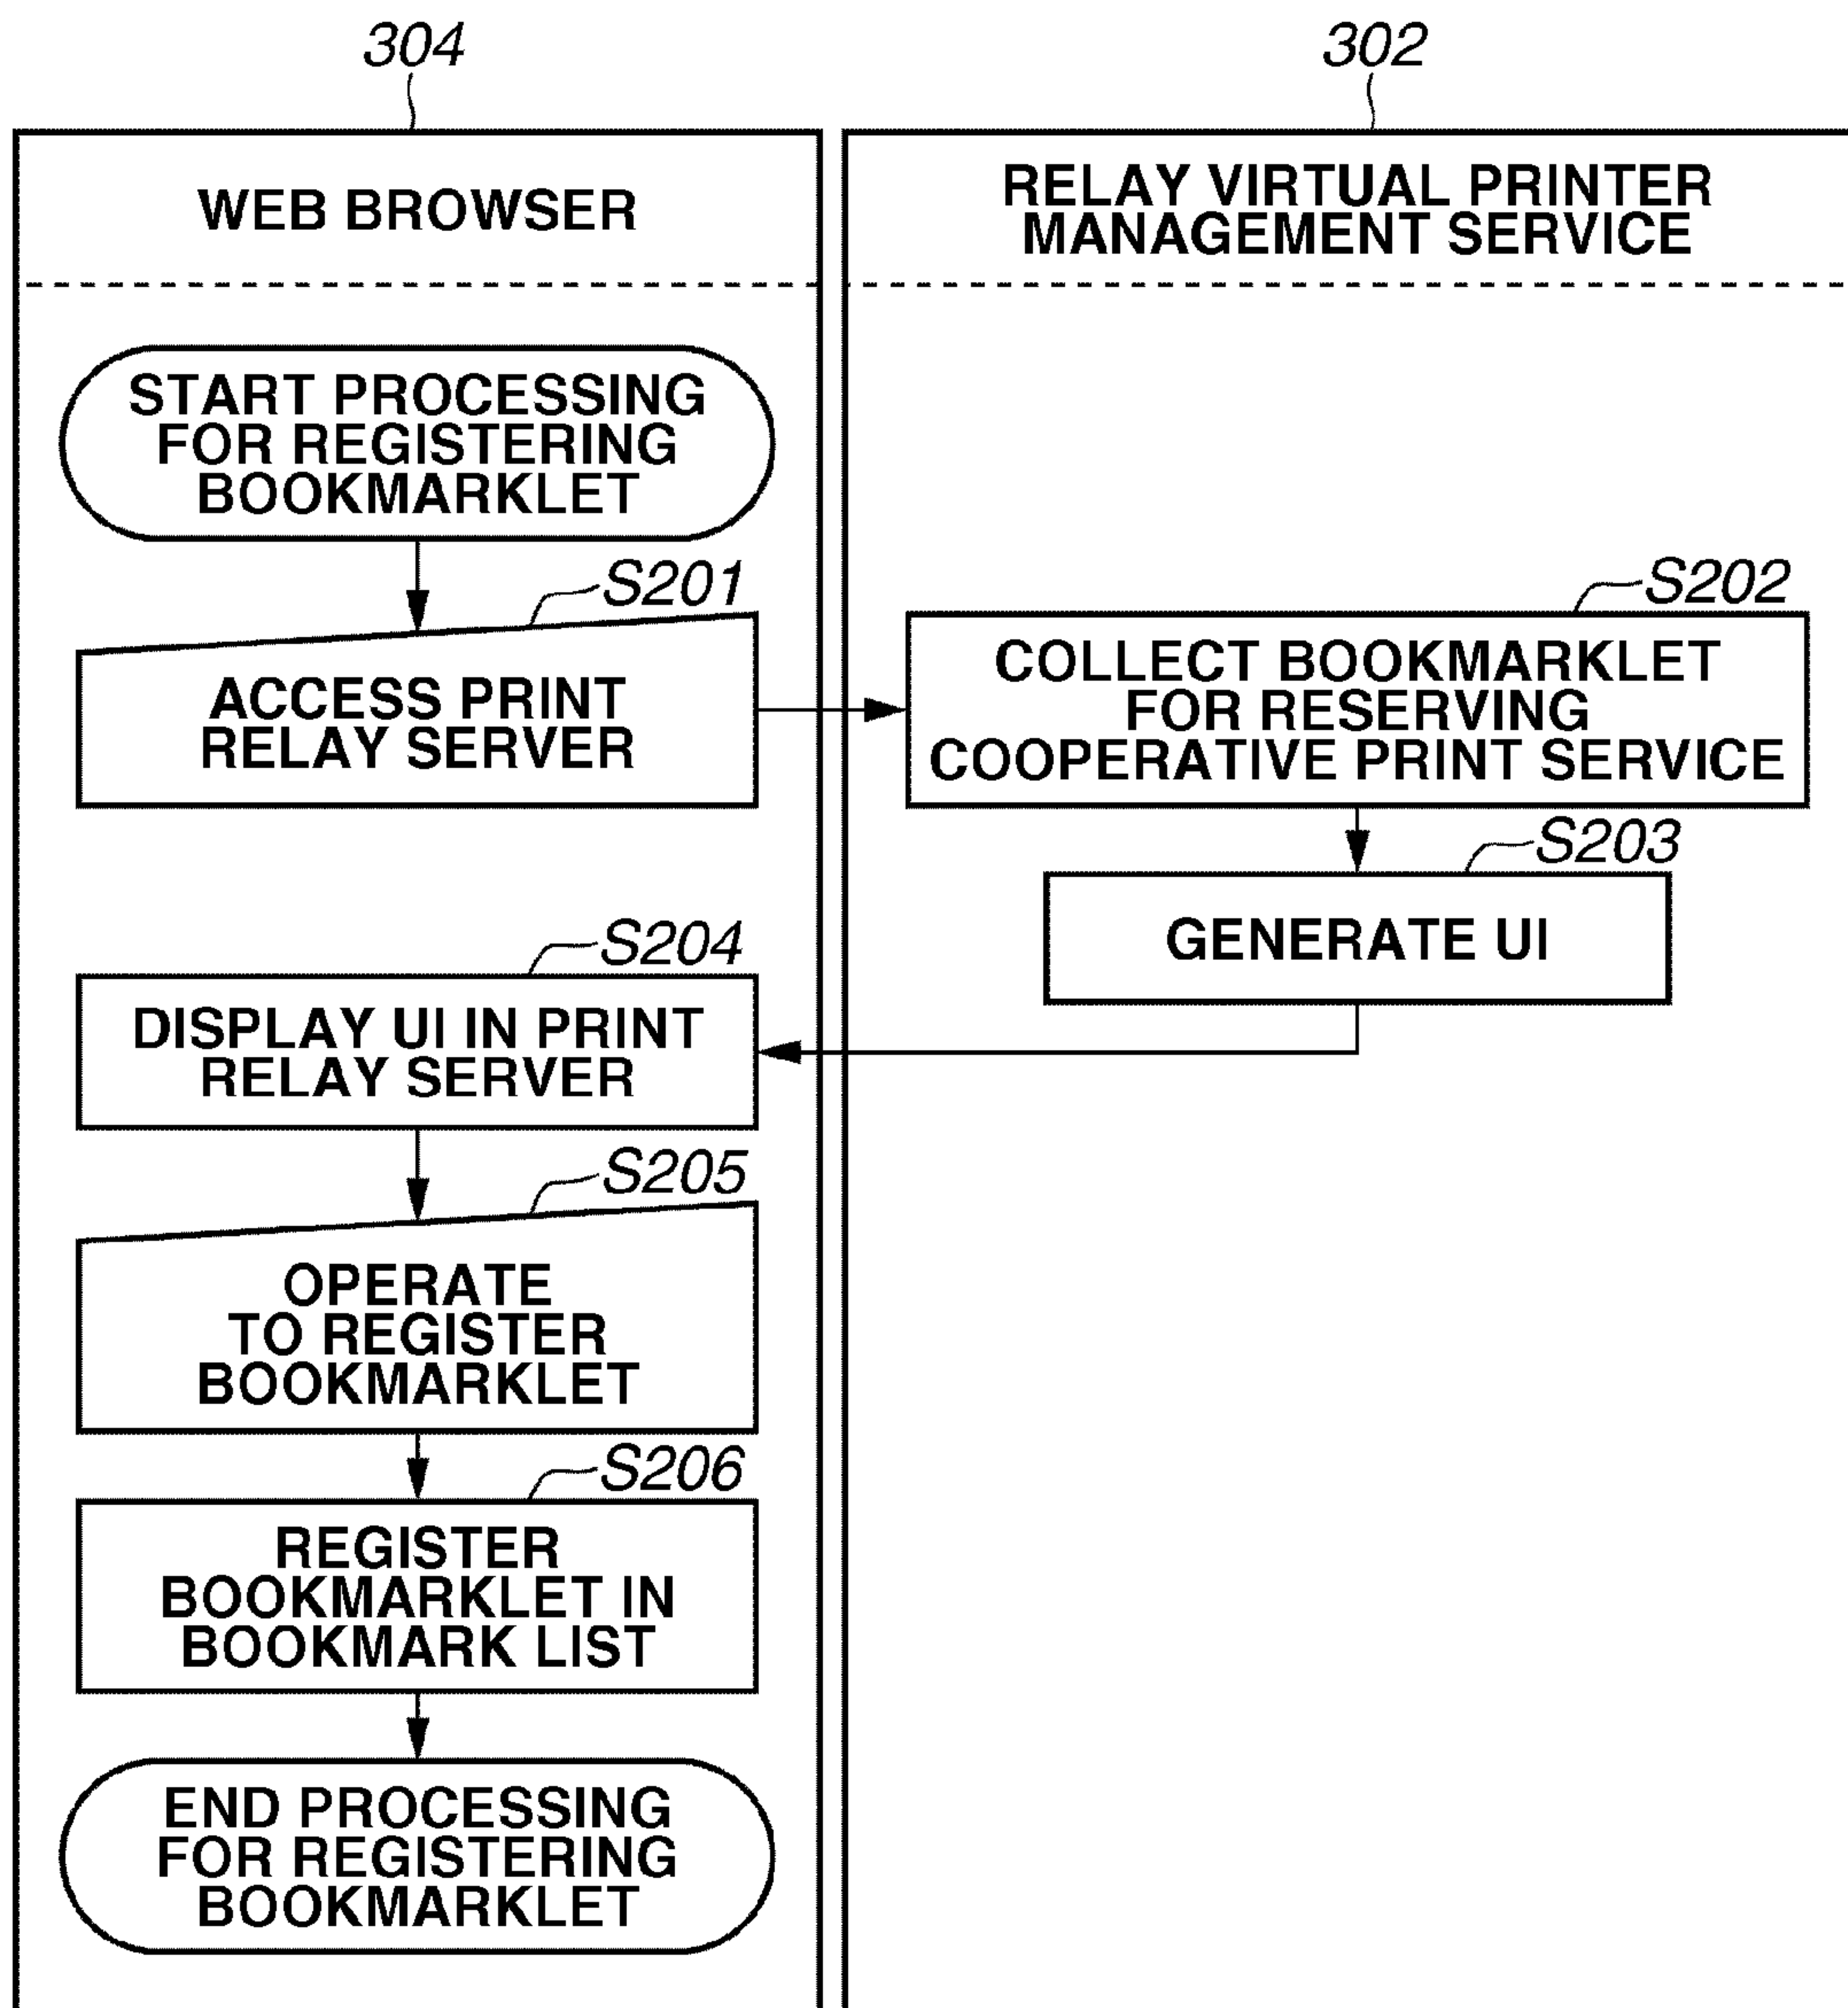 304
302
WEB BROWSER
RELAY VIRTUAL PRINTER
MANAGEMENT SERVICE
START PROCESSING
FOR REGISTERING
BOOKMARKLET
S201
ACCESS PRINT
RELAY SERVER
S202
COLLECT BOOKMARKLET
FOR RESERVING
COOPERATIVE PRINT SERVICE
S203
GENERATE UI
S204
DISPLAY UI IN PRINT
RELAY SERVER
S205
OPERATE
TO REGISTER
BOOKMARKLET
S206
REGISTER
BOOKMARKLET IN
BOOKMARK LIST
END PROCESSING
FOR REGISTERING
BOOKMARKLET